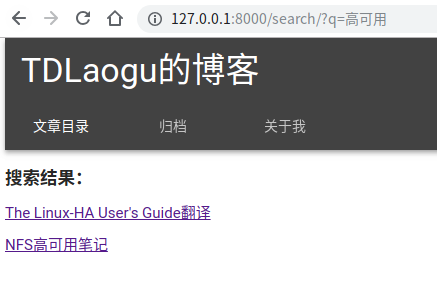 127.0.0.1:8000/search/?q=高可用
TDLaogu的博客
文章目录 归档 关于我
搜索结果：
The Linux-HA User's Guide翻译
NFS高可用笔记